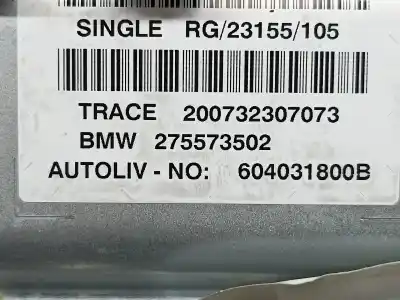 SINGLE RG/23155/105
TRACE 200732307073
BMW 275573502
AUTOLIV - NO: 604031800B